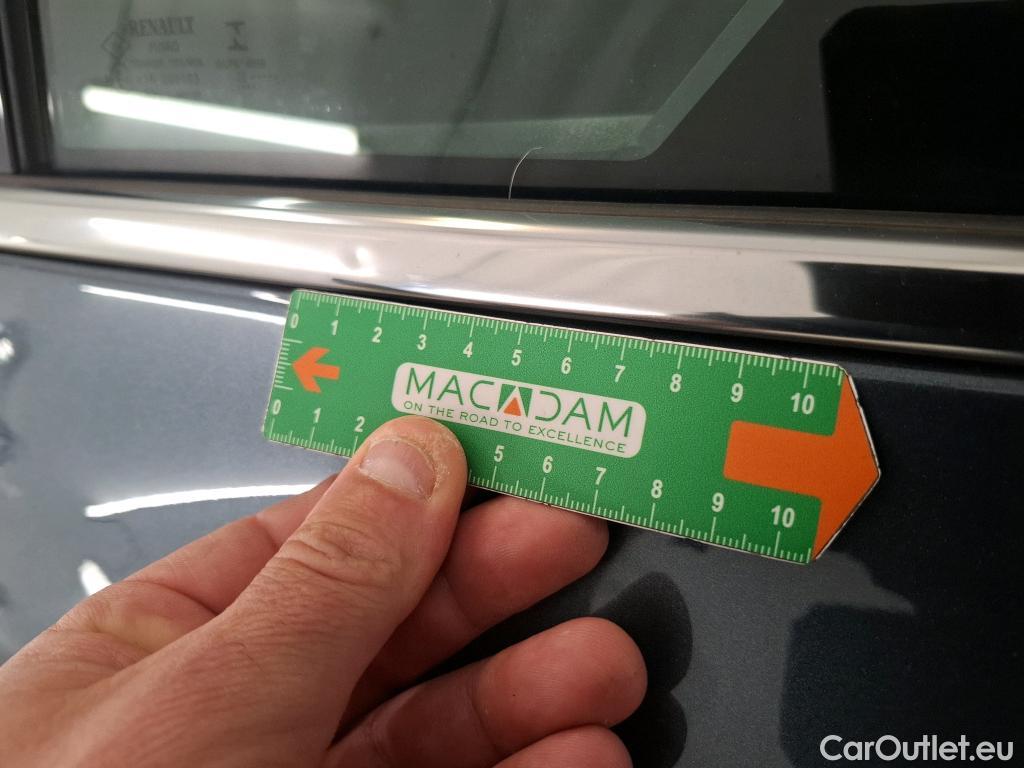 RENAULT
0 1 2 3 4 5 6 7 8 9 10
MACADAM
ON THE ROAD TO EXCELLENCE
0 1 2 5 6 7 8 9 10
CarOutlet.eu